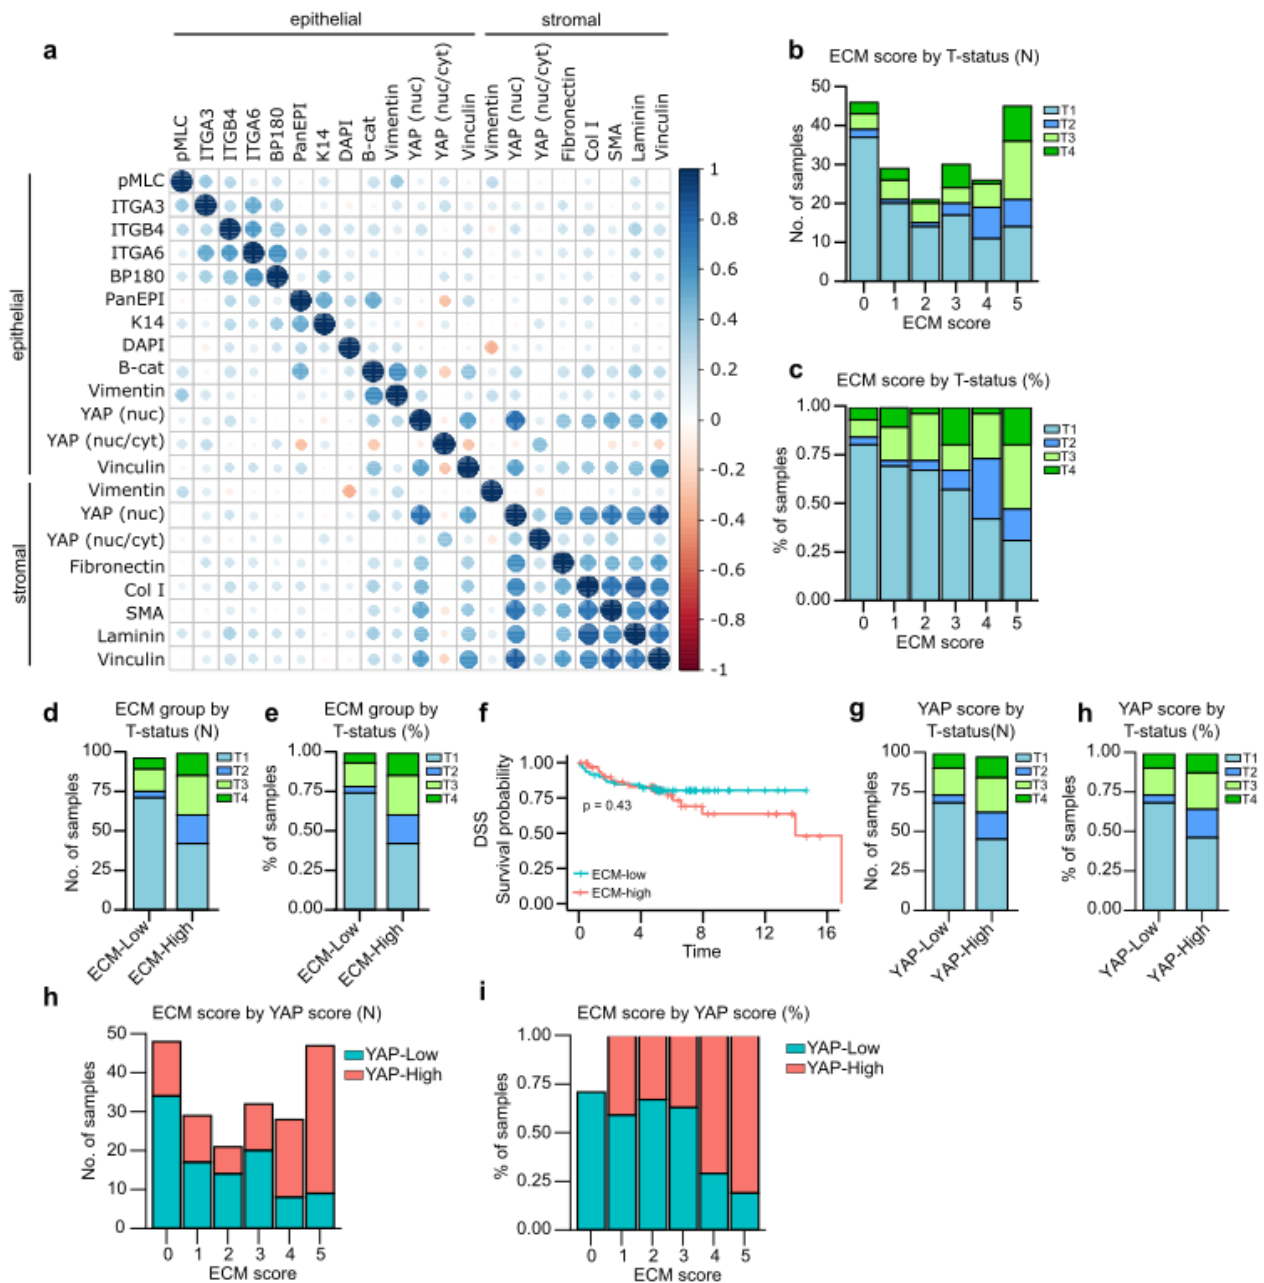 epithelial
stromal
a
pMLC
ITGA3
ITGB4
ITGA6
BP180
PanEPI
K14
DAPI
B-cat
Vimentin
YAP (nuc)
YAP (nuc/cyt)
Vinculin
Vimentin
YAP (nuc)
YAP (nuc/cyt)
Fibronectin
Col I
SMA
Laminin
Vinculin
epithelial
stromal
pMLC
ITGA3
ITGB4
ITGA6
BP180
PanEPI
K14
DAPI
B-cat
Vimentin
YAP (nuc)
YAP (nuc/cyt)
Vinculin
Vimentin
YAP (nuc)
YAP (nuc/cyt)
Fibronectin
Col I
SMA
Laminin
Vinculin
1
0.8
0.6
0.4
0.2
0
-0.2
-0.4
-0.6
-0.8
-1
b
ECM score by T-status (N)
No. of samples
50
40
30
20
10
0
0 1 2 3 4 5
ECM score
T1
T2
T3
T4
c
ECM score by T-status (%)
% of samples
1.00
0.75
0.50
0.25
0.00
0 1 2 3 4 5
ECM score
T1
T2
T3
T4
d
ECM group by
T-status (N)
No. of samples
100
75
50
25
0
ECM-Low
ECM-High
T1
T2
T3
T4
e
ECM group by
T-status (%)
% of samples
1.00
0.75
0.50
0.25
0.00
ECM-Low
ECM-High
T1
T2
T3
T4
f
DSS
Survival probability
1.00
0.75
0.50
0.25
0.00
p = 0.43
ECM-low
ECM-high
0 4 8 12 16
Time
g
YAP score by
T-status(N)
No. of samples
100
75
50
25
0
YAP-Low
YAP-High
T1
T2
T3
T4
h
YAP score by
T-status (%)
% of samples
1.00
0.75
0.50
0.25
0.00
YAP-Low
YAP-High
T1
T2
T3
T4
h
ECM score by YAP score (N)
No. of samples
50
40
30
20
10
0
0 1 2 3 4 5
ECM score
YAP-Low
YAP-High
i
ECM score by YAP score (%)
% of samples
1.00
0.75
0.50
0.25
0.00
0 1 2 3 4 5
ECM score
YAP-Low
YAP-High